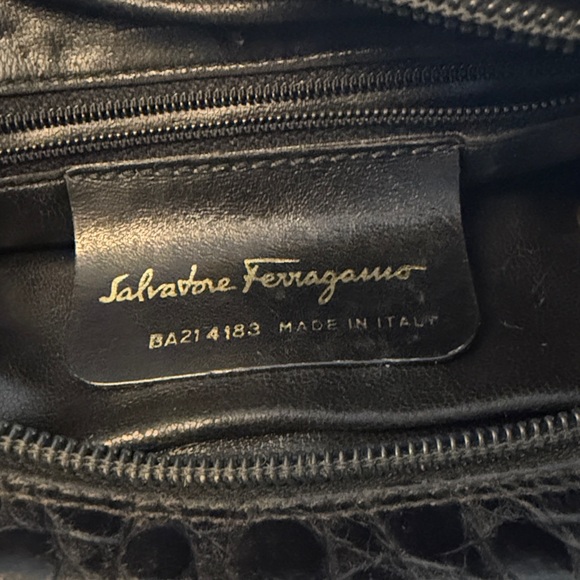 Salvatore Ferragamo
BA21 4183 MADE IN ITALY